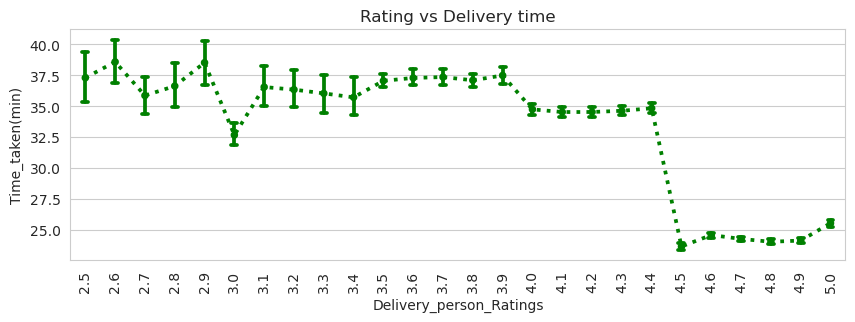 Rating vs Delivery time
Time_taken(min)
40.0
37.5
35.0
32.5
30.0
27.5
25.0
2.5 2.6 2.7 2.8 2.9 3.0 3.1 3.2 3.3 3.4 3.5 3.6 3.7 3.8 3.9 4.0 4.1 4.2 4.3 4.4 4.5 4.6 4.7 4.8 4.9 5.0
Delivery_person_Ratings